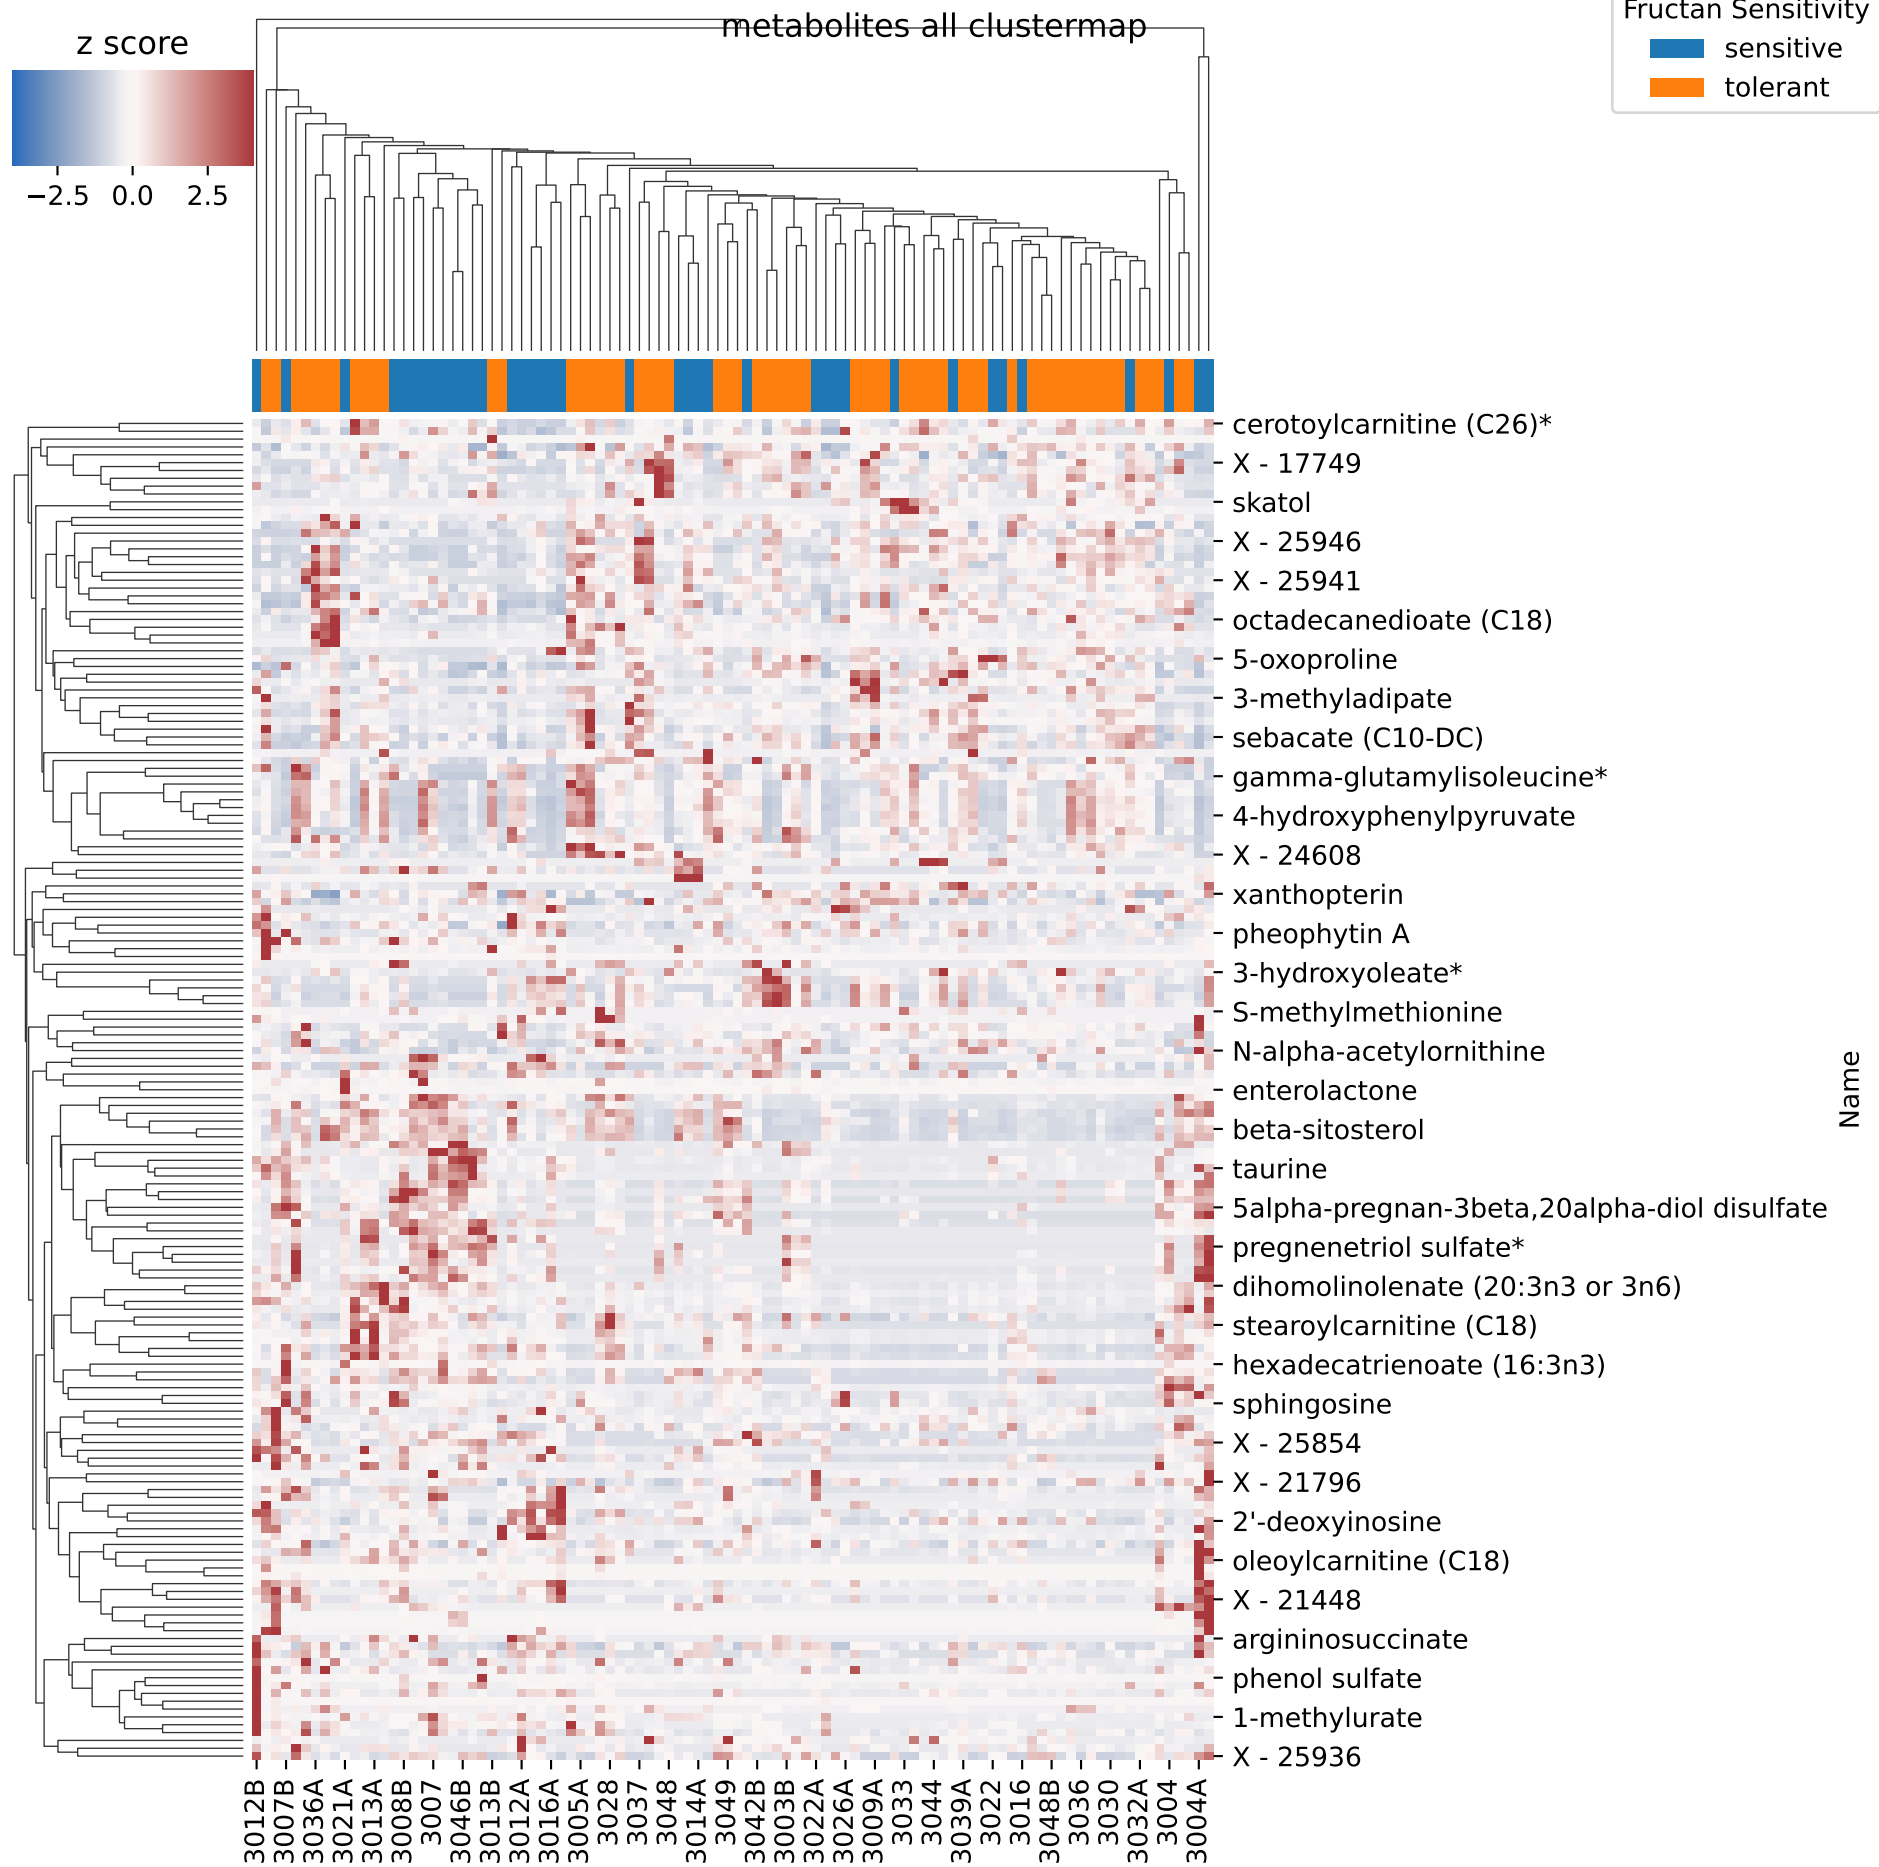 metabolites all clustermap
z score
−2.5 0.0 2.5
Fructan Sensitivity
sensitive
tolerant
cerotoylcarnitine (C26)*
X - 17749
skatol
X - 25946
X - 25941
octadecanedioate (C18)
5-oxoproline
3-methyladipate
sebacate (C10-DC)
gamma-glutamylisoleucine*
4-hydroxyphenylpyruvate
X - 24608
xanthopterin
pheophytin A
3-hydroxyoleate*
S-methylmethionine
N-alpha-acetylornithine
enterolactone
beta-sitosterol
taurine
5alpha-pregnan-3beta,20alpha-diol disulfate
pregnenetriol sulfate*
dihomolinolenate (20:3n3 or 3n6)
stearoylcarnitine (C18)
hexadecatrienoate (16:3n3)
sphingosine
X - 25854
X - 21796
2'-deoxyinosine
oleoylcarnitine (C18)
X - 21448
argininosuccinate
phenol sulfate
1-methylurate
X - 25936
Name
3012B
3007B
3036A
3021A
3013A
3008B
3007
3046B
3013B
3012A
3016A
3005A
3028
3037
3048
3014A
3049
3042B
3003B
3022A
3026A
3009A
3033
3044
3039A
3022
3016
3048B
3036
3030
3032A
3004
3004A